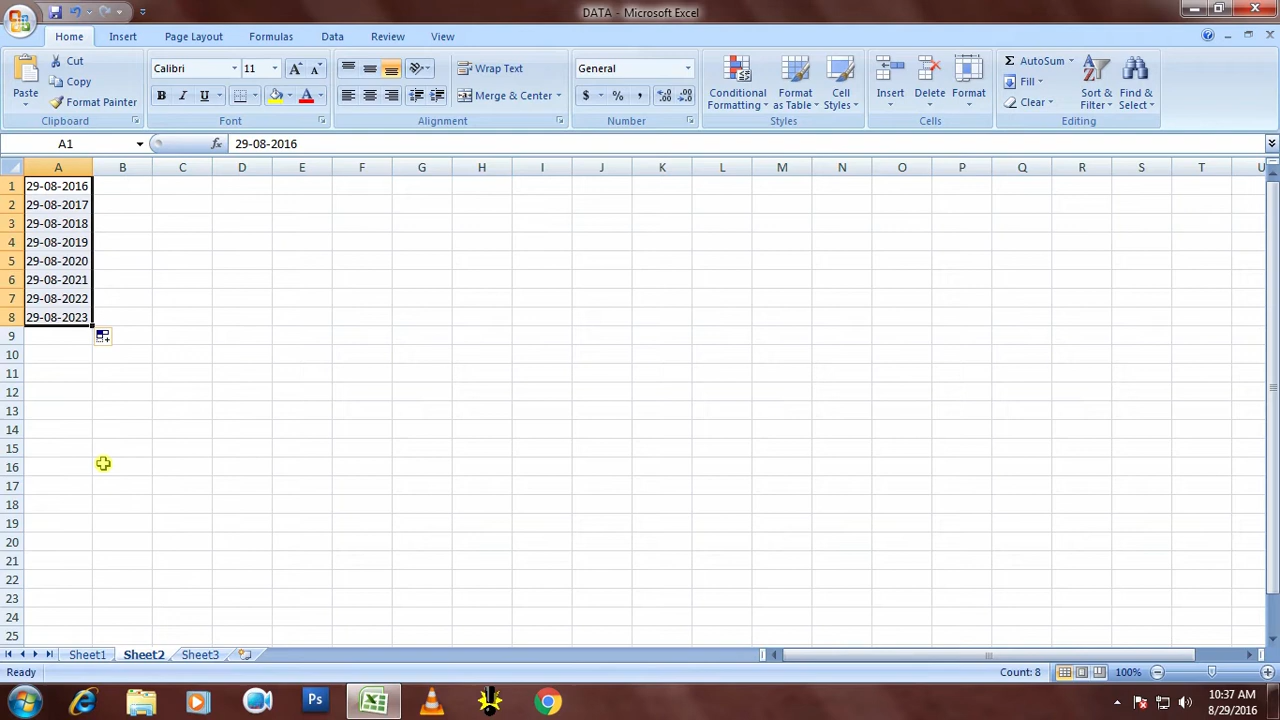 DATA - Microsoft Excel
Home Insert Page Layout Formulas Data Review View
Paste
Cut
Copy
Format Painter
Clipboard
Calibri 11
B I U
Font
Wrap Text
Merge & Center
Alignment
General
$ % ,
Number
Conditional Formatting
Format as Table
Cell Styles
Styles
Insert Delete Format
Cells
Σ AutoSum
Fill
Clear
Sort & Filter
Find & Select
Editing
A1 fx 29-08-2016
A B C D E F G H I J K L M N O P Q R S T U
1 29-08-2016
2 29-08-2017
3 29-08-2018
4 29-08-2019
5 29-08-2020
6 29-08-2021
7 29-08-2022
8 29-08-2023
9
10
11
12
13
14
15
16
17
18
19
20
21
22
23
24
25
Sheet1 Sheet2 Sheet3
Ready Count: 8 100%
Ps
10:37 AM
8/29/2016